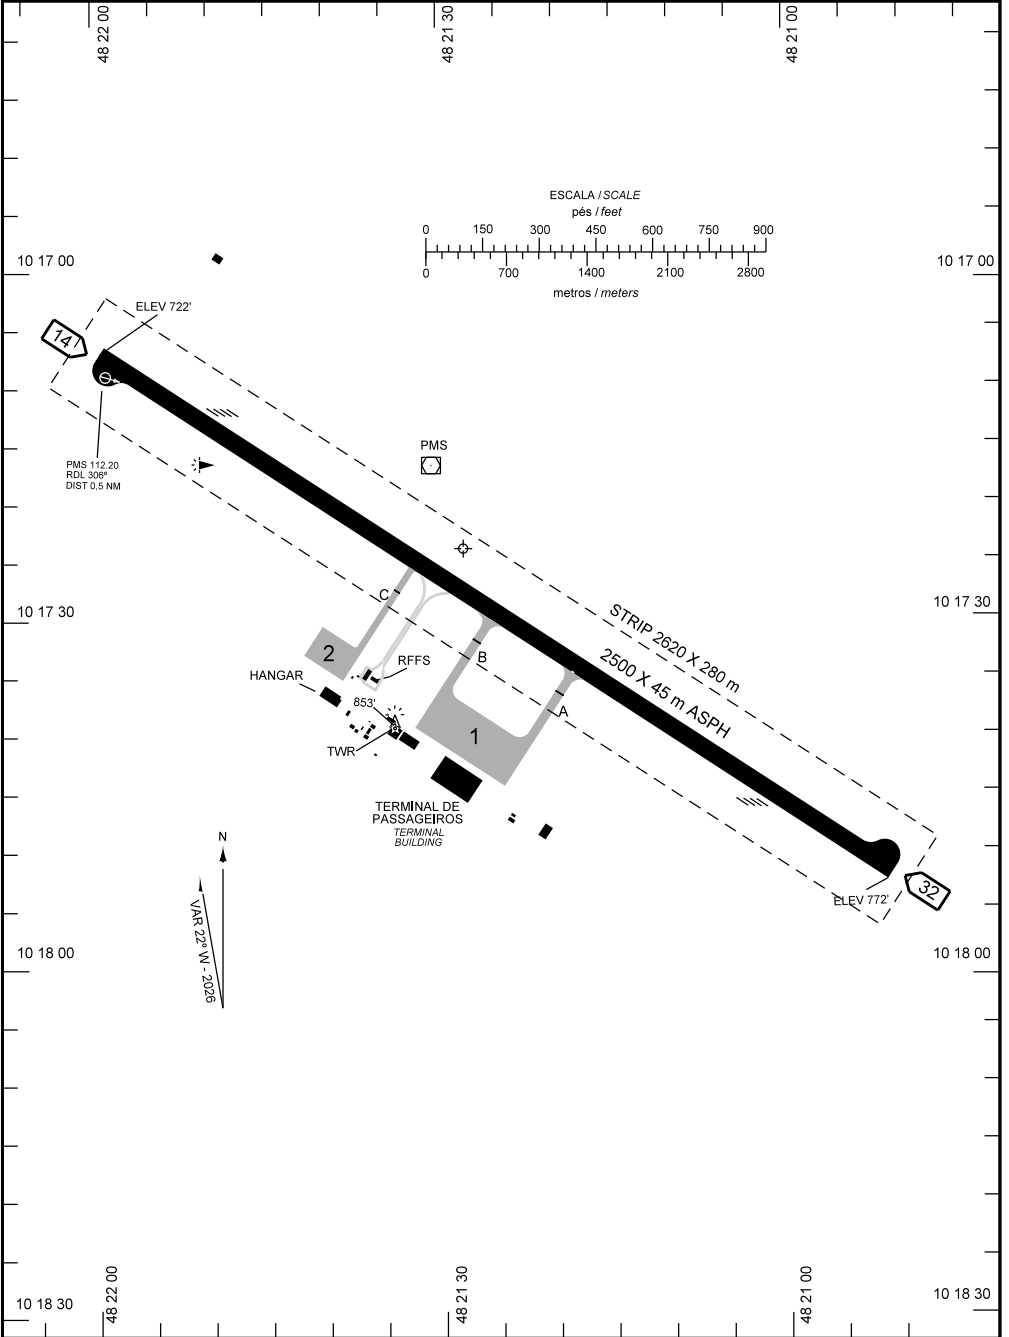 48 22 00
48 21 30
48 21 00
ESCALA / SCALE
pés / feet
0 150 300 450 600 750 900
0 700 1400 2100 2800
metros / meters
10 17 00
10 17 00
ELEV 722'
14
PMS
PMS 112.20
RDL 306º
DIST 0,5 NM
C
10 17 30
10 17 30
STRIP 2620 X 280 m
2500 X 45 m ASPH
2
B
RFFS
HANGAR
853'
A
1
TWR
TERMINAL DE
PASSAGEIROS
TERMINAL
BUILDING
N
VAR 22º W - 2026
32
ELEV 772'
10 18 00
10 18 00
10 18 30
10 18 30
48 22 00
48 21 30
48 21 00